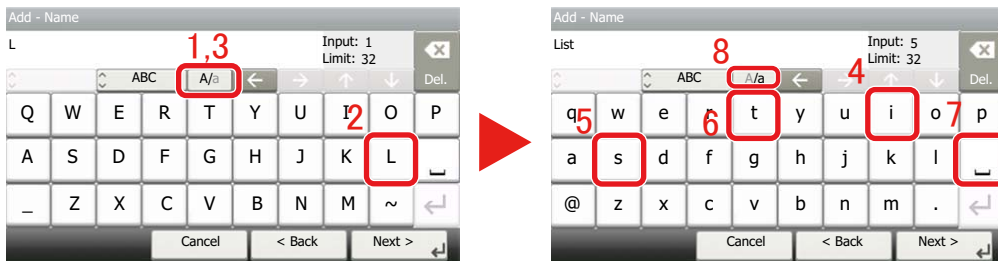 Add - Name
L
Input: 1
Limit: 32
1,3
ABC
A/a
Del.
Q W E R T Y U I O P
2
A S D F G H J K L
_ Z X C V B N M ~
Cancel
< Back
Next >
Add - Name
List
Input: 5
Limit: 32
8
4
ABC
A/a
Del.
q w e r t y u i o p
5
6
7
a s d f g h j k l
@ z x c v b n m .
Cancel
< Back
Next >